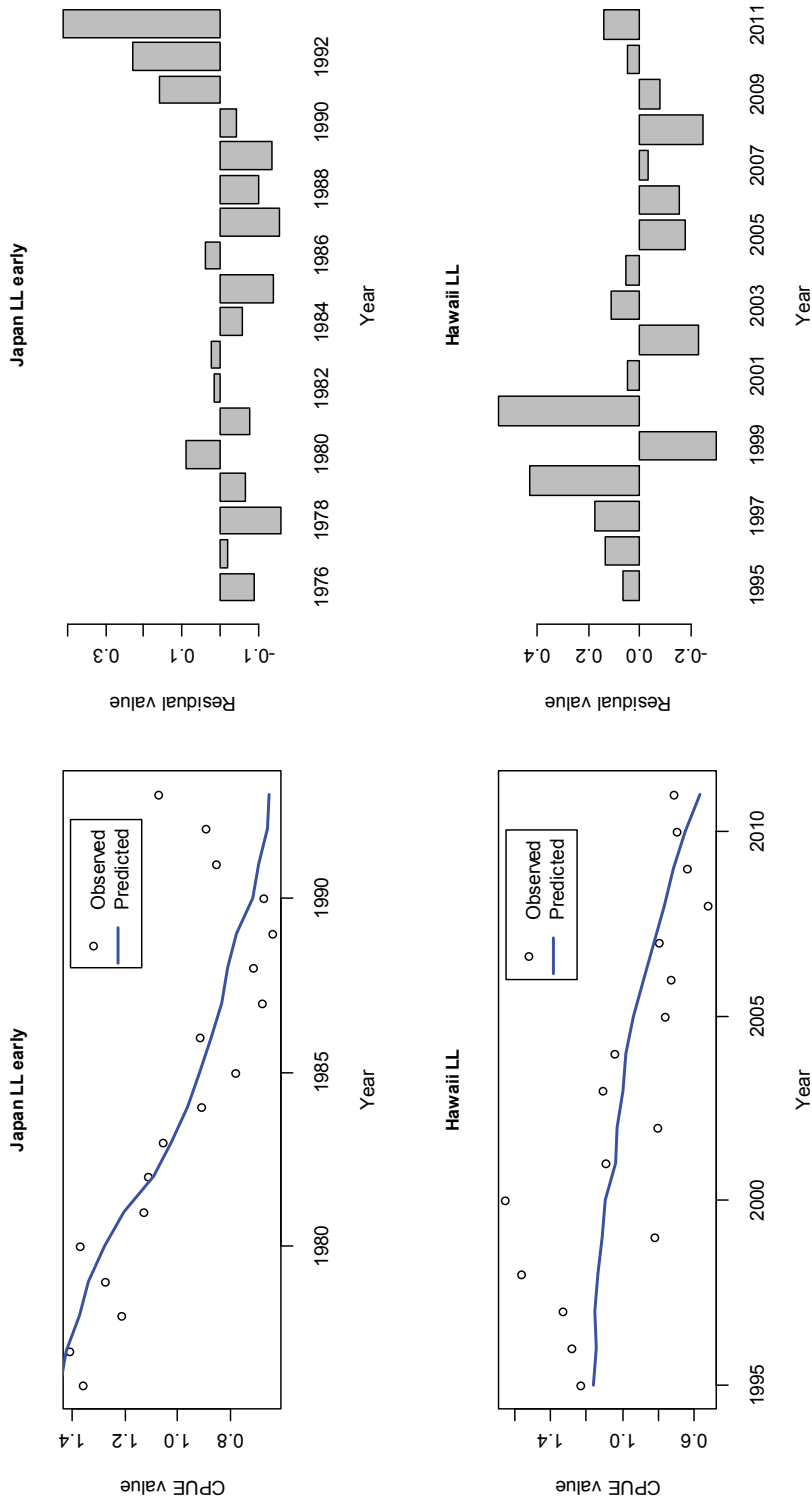 Japan LL early
CPUE value
1.4
1.2
1.0
0.8
Observed
Predicted
1980
1985
1990
Year
Japan LL early
Residual value
0.3
0.1
-0.1
1976
1978
1980
1982
1984
1986
1988
1990
1992
Year
Hawaii LL
CPUE value
1.4
1.0
0.6
Observed
Predicted
1995
2000
2005
2010
Year
Hawaii LL
Residual value
0.4
0.2
0.0
-0.2
1995
1997
1999
2001
2003
2005
2007
2009
2011
Year